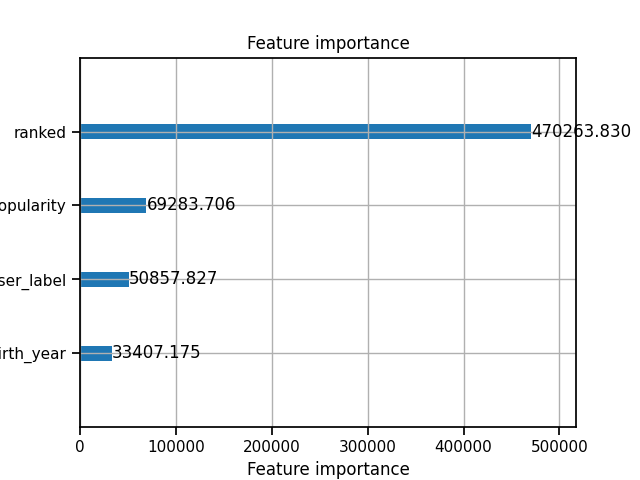 Feature importance
ranked
470263.830
opularity
69283.706
ser_label
50857.827
irth_year
33407.175
0 100000 200000 300000 400000 500000
Feature importance